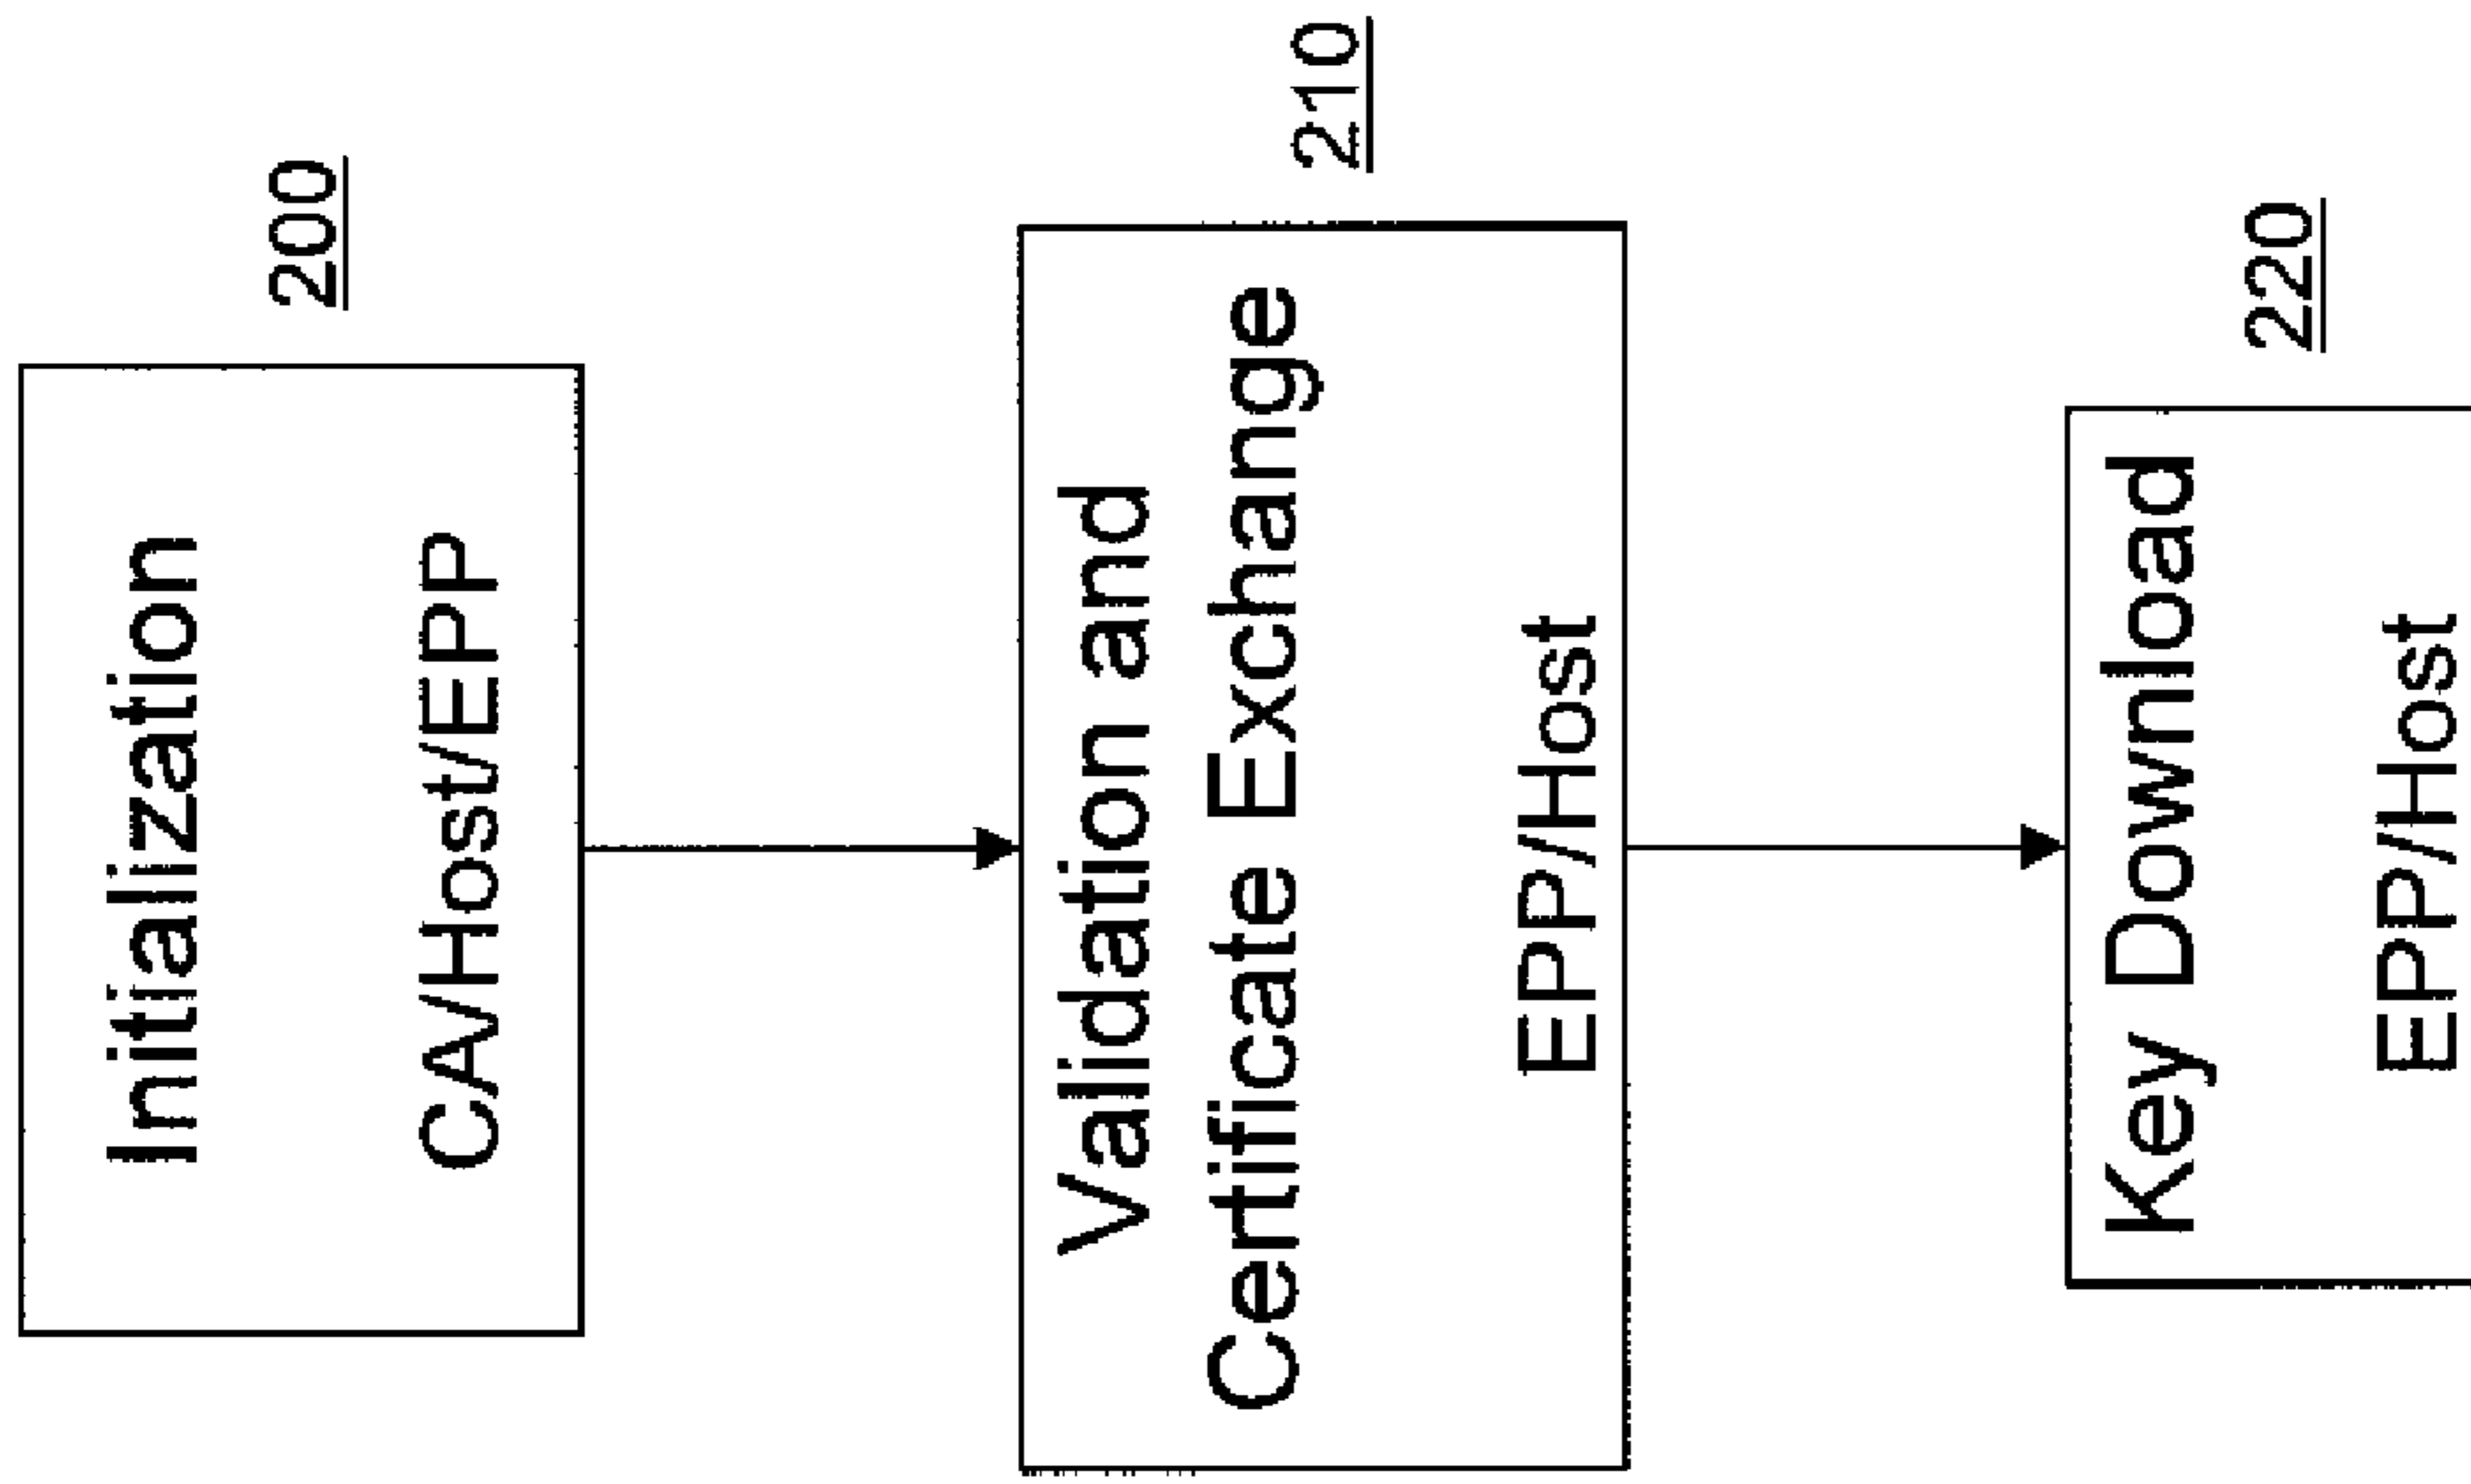 Initialization
CA/Host/EPP
200
Validation and
Certificate Exchange
EPP/Host
210
Key Download
EPP/Host
220